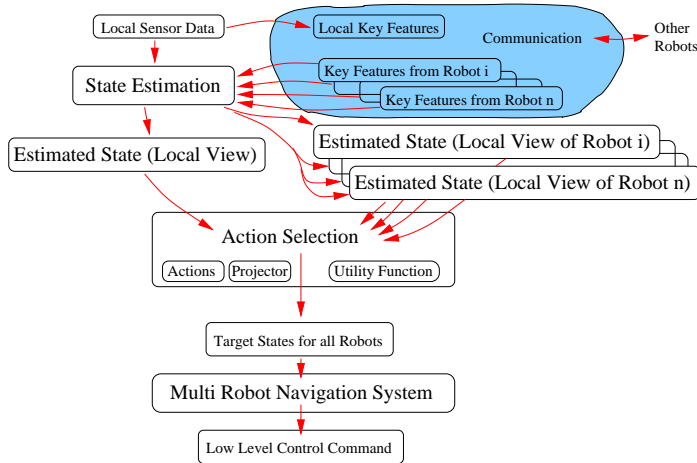 Local Sensor Data
Local Key Features
Communication
Other
Robots
State Estimation
Key Features from Robot i
Key Features from Robot n
Estimated State (Local View)
Estimated State (Local View of Robot i)
Estimated State (Local View of Robot n)
Action Selection
Actions
Projector
Utility Function
Target States for all Robots
Multi Robot Navigation System
Low Level Control Command